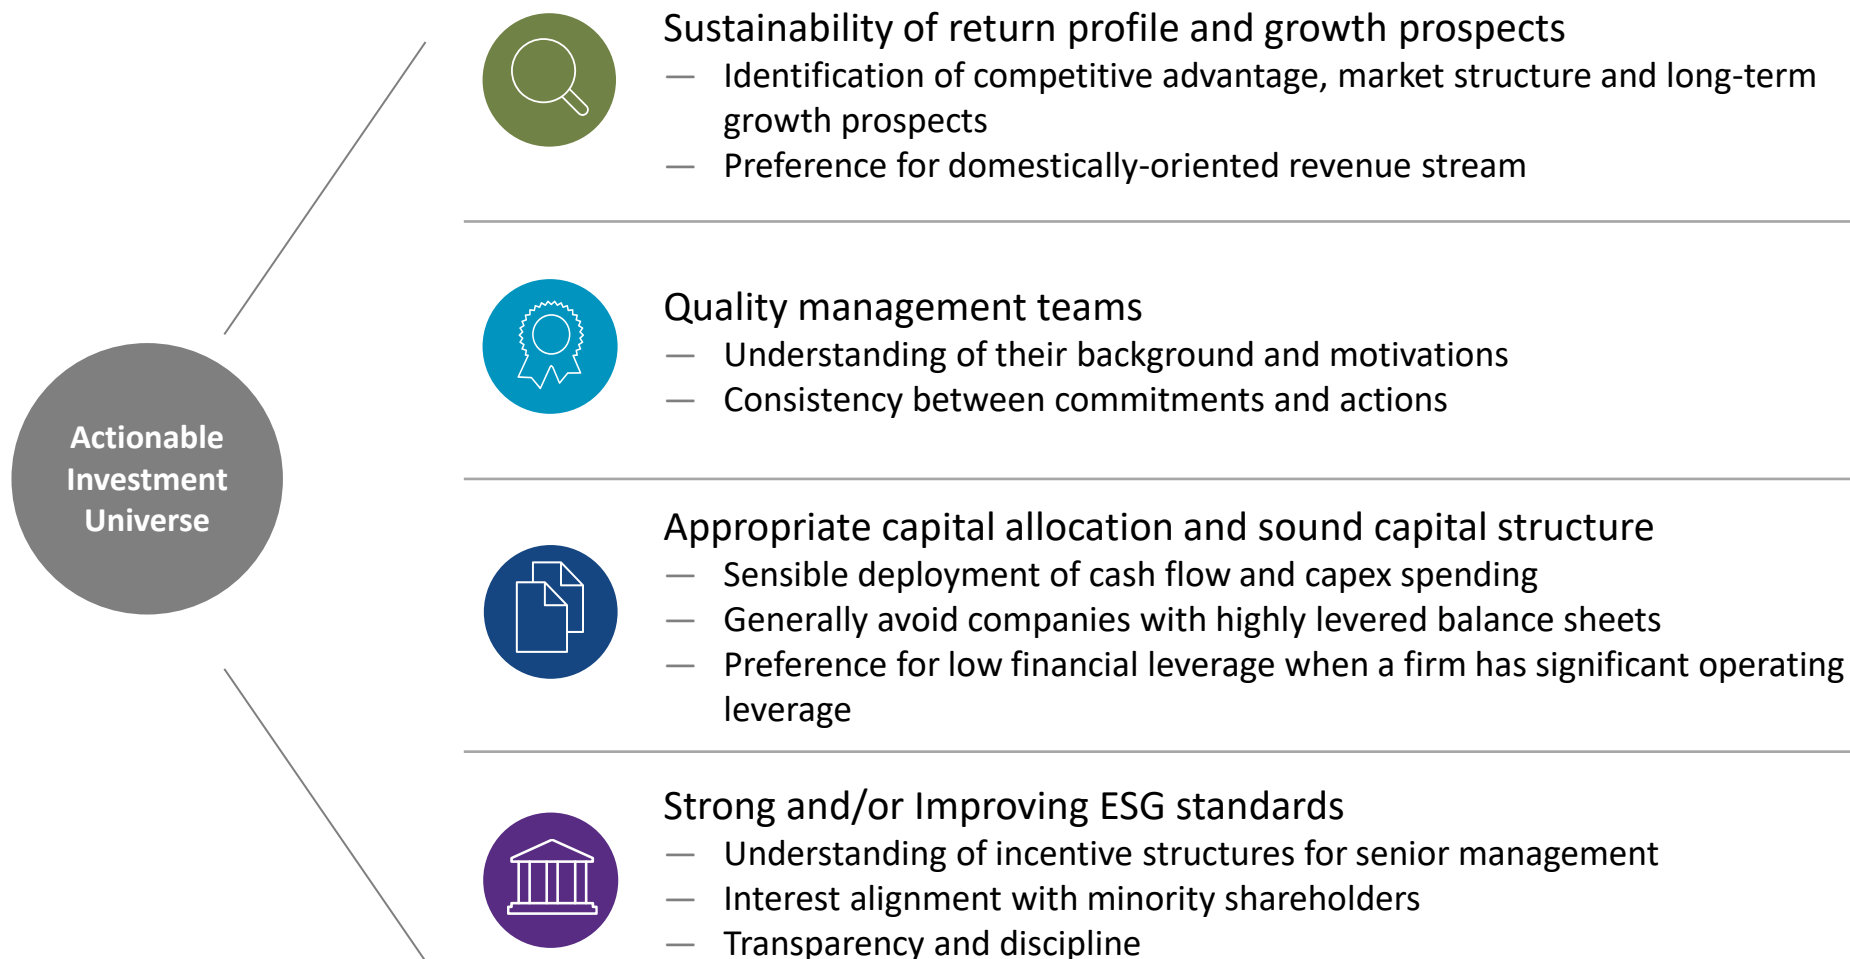 Sustainability of return profile and growth prospects
— Identification of competitive advantage, market structure and long-term
growth prospects
— Preference for domestically-oriented revenue stream
Quality management teams
— Understanding of their background and motivations
— Consistency between commitments and actions
Actionable
Investment
Universe
Appropriate capital allocation and sound capital structure
— Sensible deployment of cash flow and capex spending
— Generally avoid companies with highly levered balance sheets
— Preference for low financial leverage when a firm has significant operating
leverage
Strong and/or Improving ESG standards
— Understanding of incentive structures for senior management
— Interest alignment with minority shareholders
— Transparency and discipline